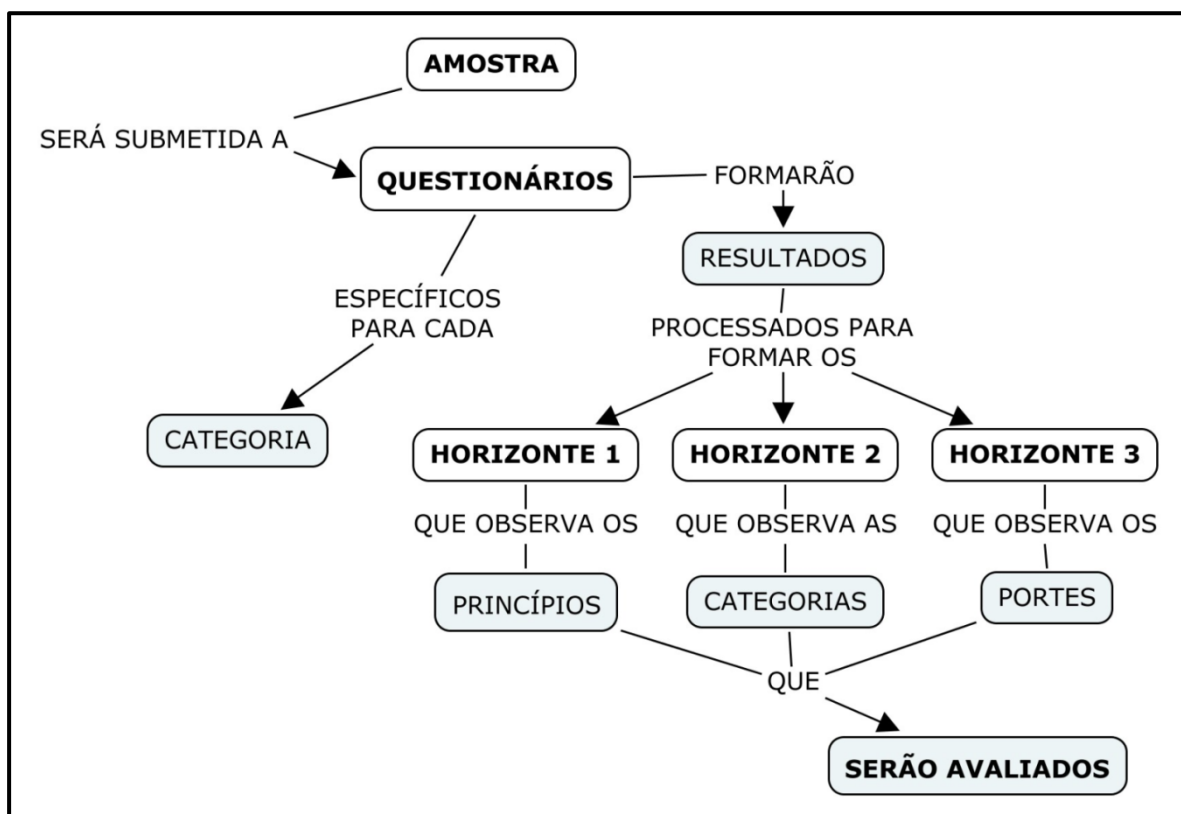 AMOSTRA
SERÁ SUBMETIDA A
QUESTIONÁRIOS
FORMARÃO
RESULTADOS
ESPECÍFICOS
PARA CADA
PROCESSADOS PARA
FORMAR OS
CATEGORIA
HORIZONTE 1
HORIZONTE 2
HORIZONTE 3
QUE OBSERVA OS
QUE OBSERVA AS
QUE OBSERVA OS
PRINCÍPIOS
CATEGORIAS
PORTES
QUE
SERÃO AVALIADOS